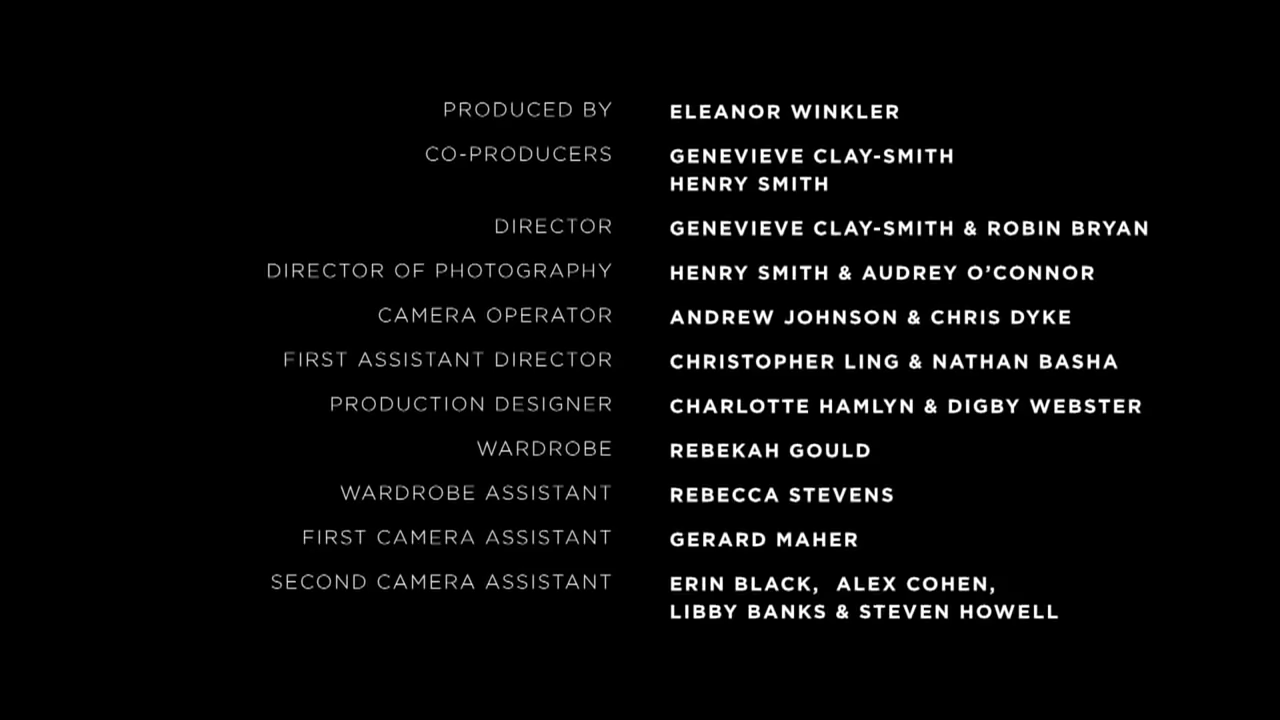 PRODUCED BY ELEANOR WINKLER
CO-PRODUCERS GENEVIEVE CLAY-SMITH
HENRY SMITH
DIRECTOR GENEVIEVE CLAY-SMITH & ROBIN BRYAN
DIRECTOR OF PHOTOGRAPHY HENRY SMITH & AUDREY O’CONNOR
CAMERA OPERATOR ANDREW JOHNSON & CHRIS DYKE
FIRST ASSISTANT DIRECTOR CHRISTOPHER LING & NATHAN BASHA
PRODUCTION DESIGNER CHARLOTTE HAMLYN & DIGBY WEBSTER
WARDROBE REBEKAH GOULD
WARDROBE ASSISTANT REBECCA STEVENS
FIRST CAMERA ASSISTANT GERARD MAHER
SECOND CAMERA ASSISTANT ERIN BLACK, ALEX COHEN,
LIBBY BANKS & STEVEN HOWELL